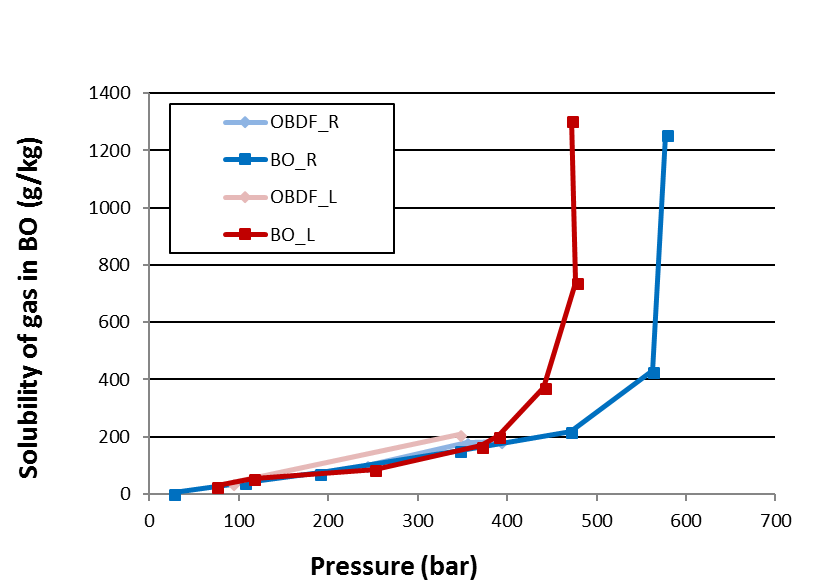 1400
1200
1000
800
600
400
200
0
0 100 200 300 400 500 600 700
OBDF_R
BO_R
OBDF_L
BO_L
Solubility of gas in BO (g/kg)
Pressure (bar)